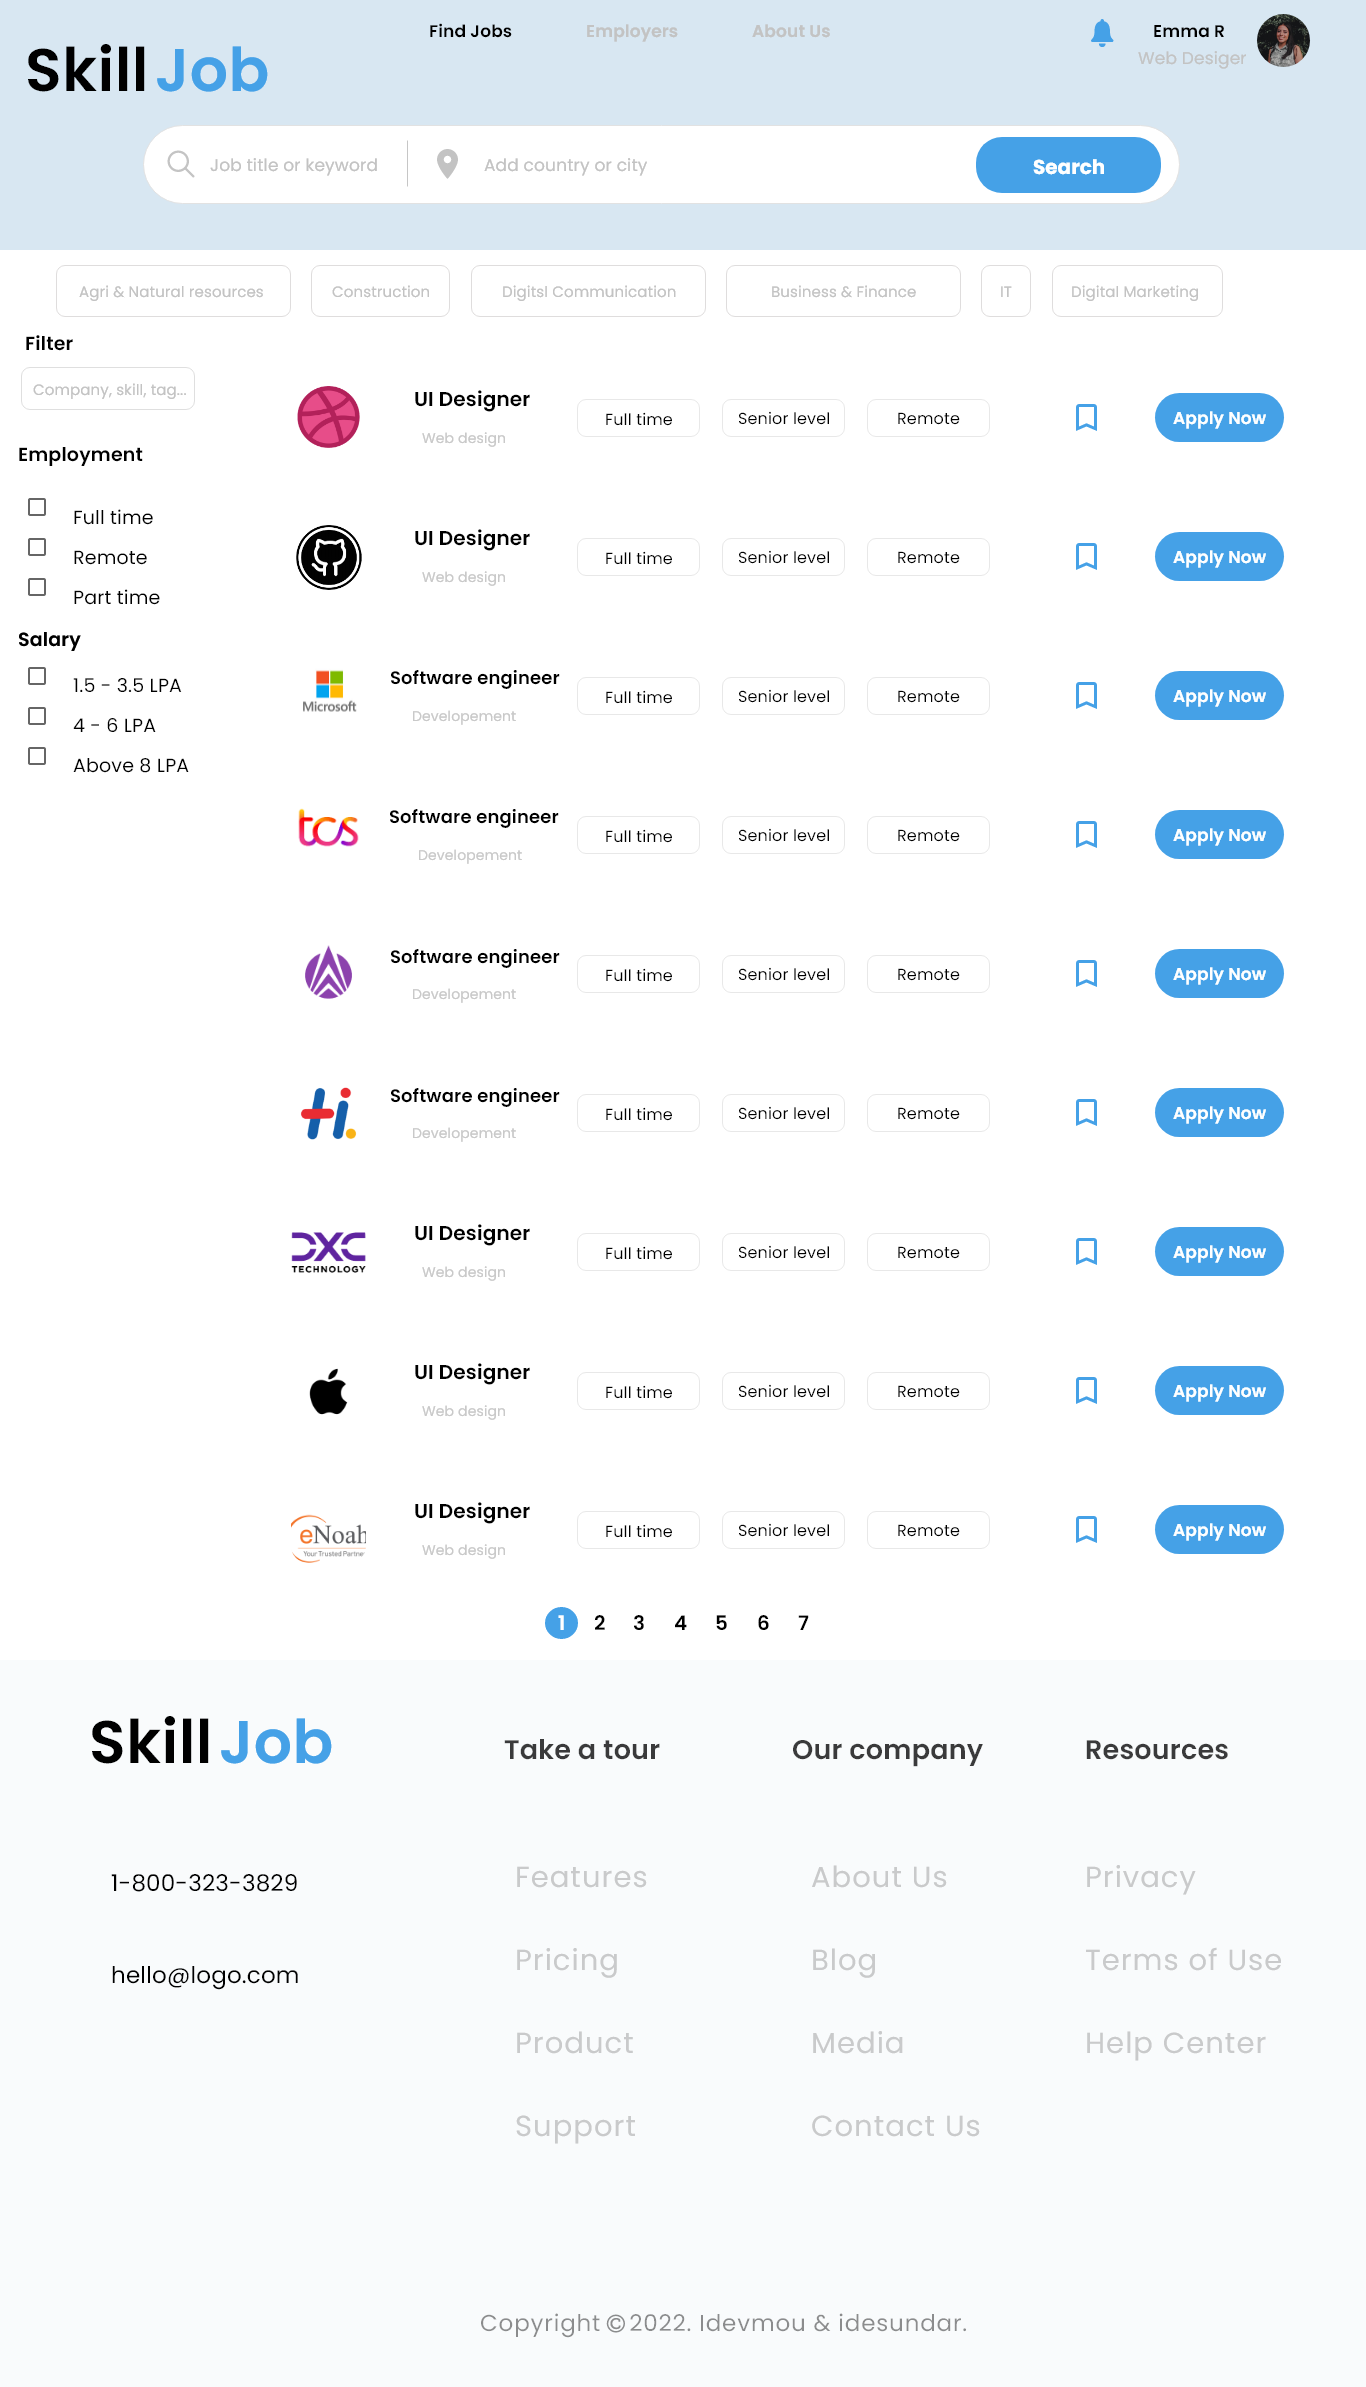 Find Jobs Employers About Us Emma R
Web Desiger
Skill Job
Job title or keyword Add country or city Search
Agri & Natural resources Construction Digitsl Communication Business & Finance IT Digital Marketing
Filter
Company, skill, tag...
Employment
Full time
Remote
Part time
Salary
1.5 - 3.5 LPA
4 - 6 LPA
Above 8 LPA
UI Designer
Web design
Full time Senior level Remote Apply Now
UI Designer
Web design
Full time Senior level Remote Apply Now
Microsoft
Software engineer
Developement
Full time Senior level Remote Apply Now
tcs
Software engineer
Developement
Full time Senior level Remote Apply Now
Software engineer
Developement
Full time Senior level Remote Apply Now
Hi.
Software engineer
Developement
Full time Senior level Remote Apply Now
DXC
TECHNOLOGY
UI Designer
Web design
Full time Senior level Remote Apply Now
UI Designer
Web design
Full time Senior level Remote Apply Now
eNoah
Your Trusted Partner
UI Designer
Web design
Full time Senior level Remote Apply Now
1 2 3 4 5 6 7
Skill Job
1-800-323-3829
hello@logo.com
Take a tour
Features
Pricing
Product
Support
Our company
About Us
Blog
Media
Contact Us
Resources
Privacy
Terms of Use
Help Center
Copyright © 2022. Idevmou & idesundar.